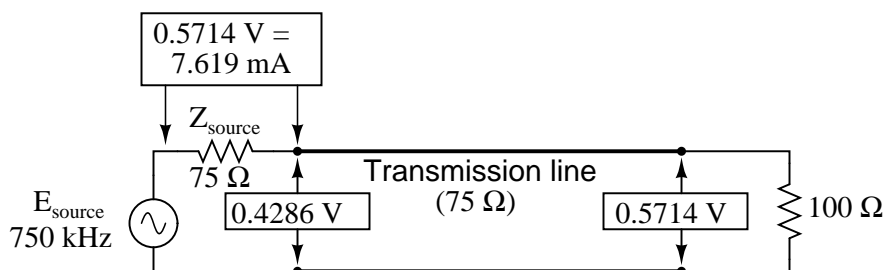 0.5714 V =
7.619 mA
Z_source
75 Ω
Transmission line
(75 Ω)
E_source
750 kHz
0.4286 V
0.5714 V
100 Ω